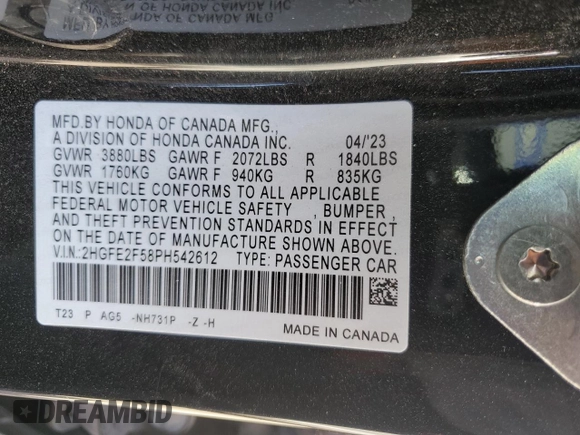 MFD.BY HONDA OF CANADA MFG.,
A DIVISION OF HONDA CANADA INC. 04/'23
GVWR 3880LBS GAWR F 2072LBS R 1840LBS
GVWR 1760KG GAWR F 940KG R 835KG
THIS VEHICLE CONFORMS TO ALL APPLICABLE
FEDERAL MOTOR VEHICLE SAFETY , BUMPER ,
AND THEFT PREVENTION STANDARDS IN EFFECT
ON THE DATE OF MANUFACTURE SHOWN ABOVE.
V.I.N.:2HGFE2F58PH542612 TYPE: PASSENGER CAR
T23 P AG5 -NH731P -Z -H
MADE IN CANADA
DREAMBID